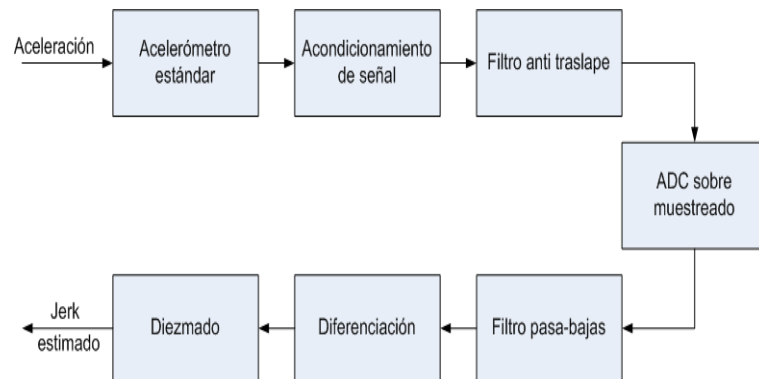 Aceleración
Acelerómetro
estándar
Acondicionamiento
de señal
Filtro anti traslape
ADC sobre
muestreado
Filtro pasa-bajas
Diferenciación
Diezmado
Jerk
estimado